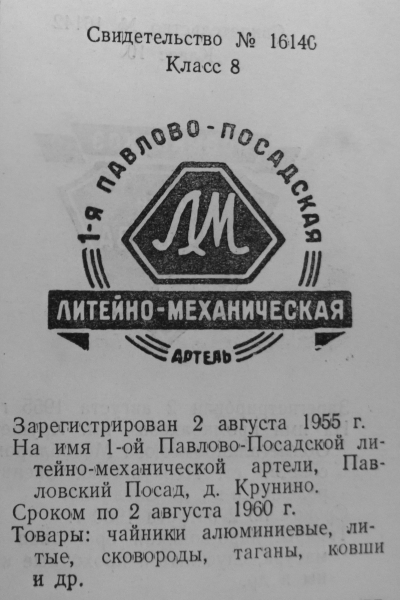 Свидетельство № 16140
Класс 8
1-я ПАВЛОВО-ПОСАДСКАЯ
ЛМ
ЛИТЕЙНО-МЕХАНИЧЕСКАЯ
АРТЕЛЬ
Зарегистрирован 2 августа 1955 г.
На имя 1-ой Павлово-Посадской ли-
тейно-механической артели, Пав-
ловский Посад, д. Крунино.
Сроком по 2 августа 1960 г.
Товары: чайники алюминиевые, ли-
тые, сковороды, таганы, ковши
и др.